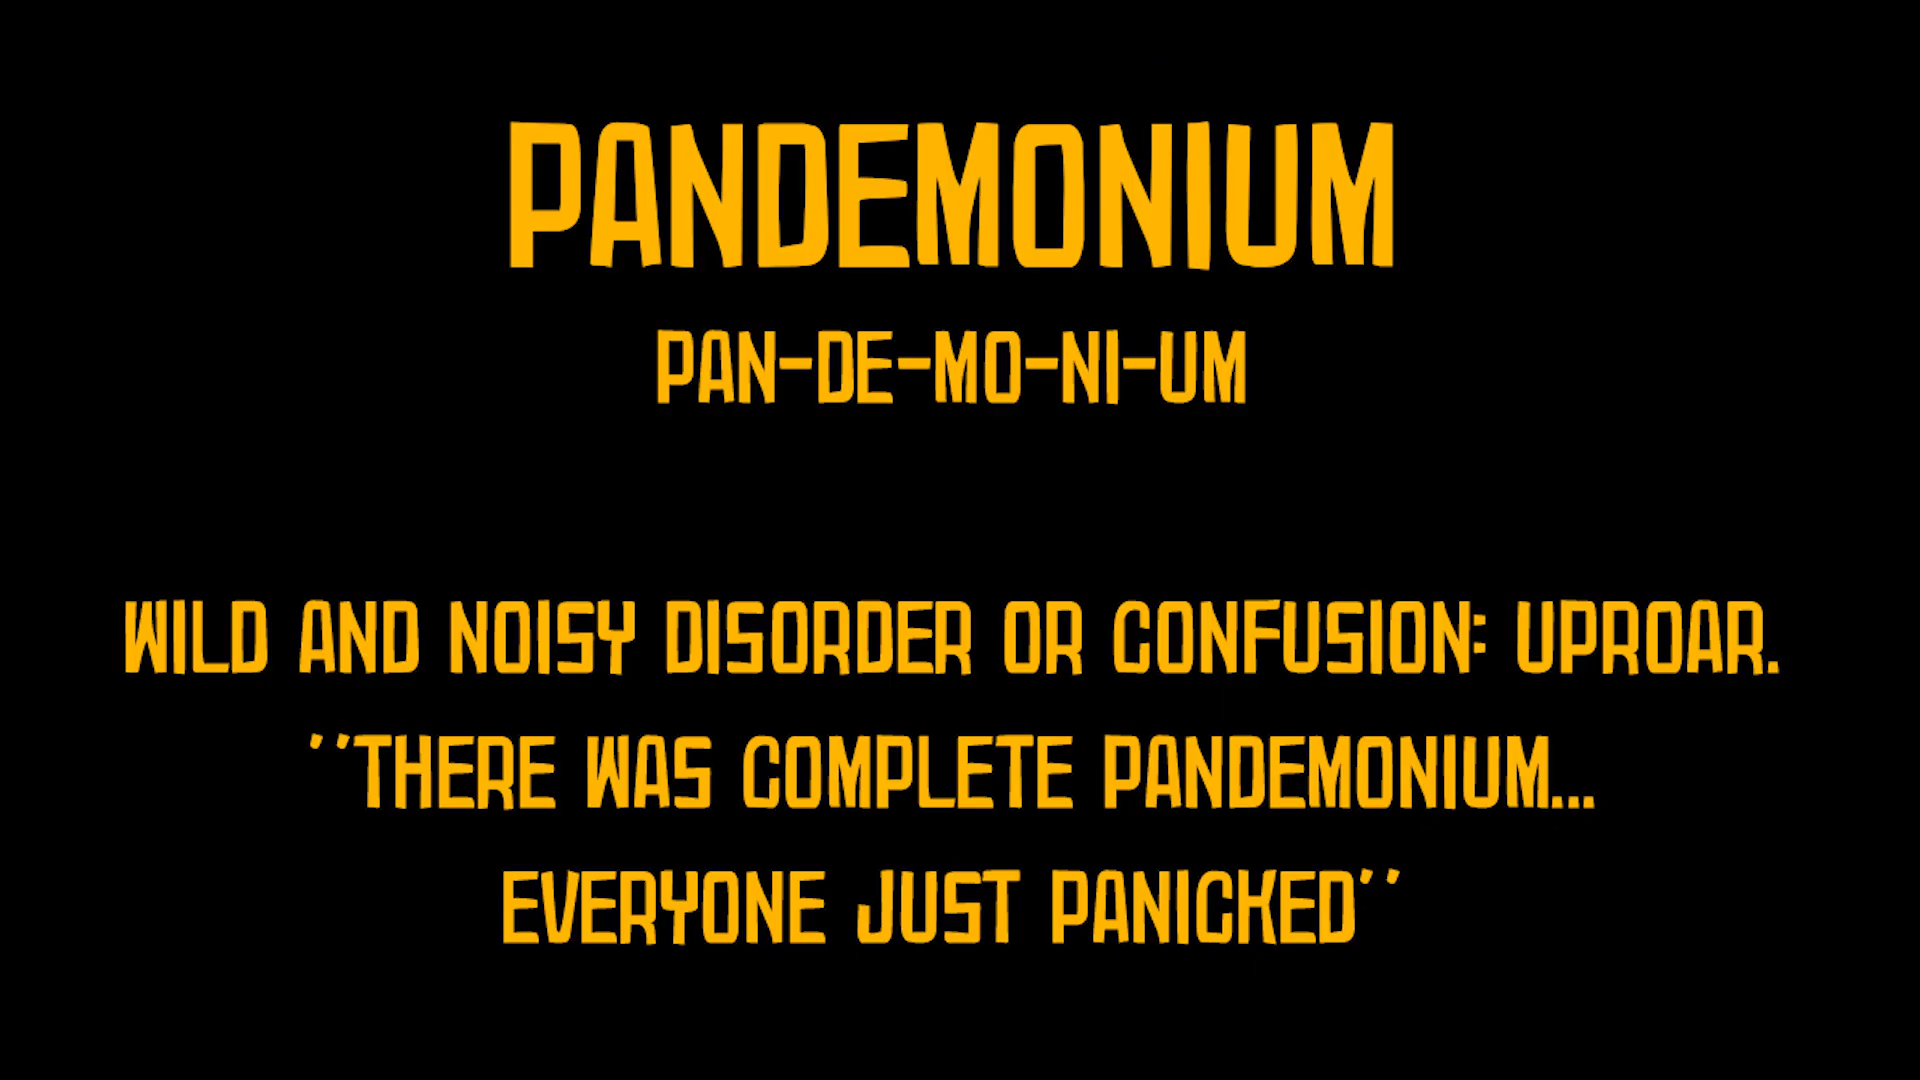 PANDEMONIUM
PAN-DE-MO-NI-UM
WILD AND NOISY DISORDER OR CONFUSION: UPROAR.
''THERE WAS COMPLETE PANDEMONIUM...
EVERYONE JUST PANICKED''